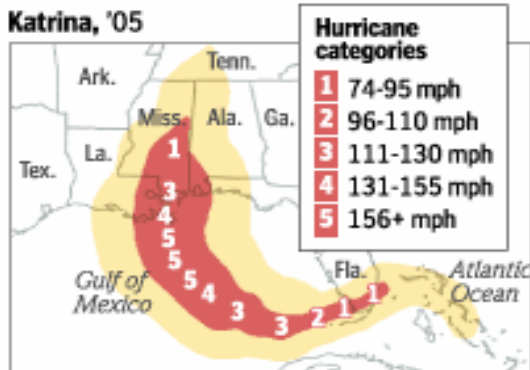 Katrina, '05
Hurricane
categories
1 74-95 mph
2 96-110 mph
3 111-130 mph
4 131-155 mph
5 156+ mph
Tenn.
Ark.
Miss.
Ala.
Ga.
La.
Tex.
1
3
4
5
5
5
4
3
3
2
1
1
Fla.
Gulf of
Mexico
Atlantic
Ocean